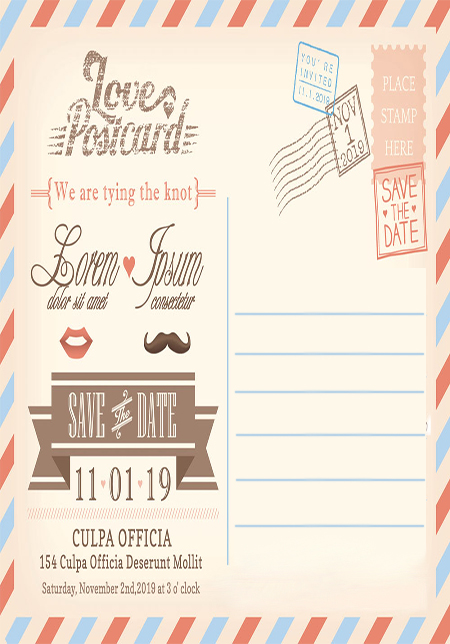 Love
Postcard
{We are tying the knot}
Lorem Ipsum
dolor sit amet consectetur
SAVE The DATE
11 01 19
CULPA OFFICIA
154 Culpa Officia Deserunt Mollit
Saturday, November 2nd,2019 at 3 o' clock
YOU'RE
INVITED
11.1.2019
NOV
1
2019
PLACE
STAMP
HERE
SAVE
THE
DATE